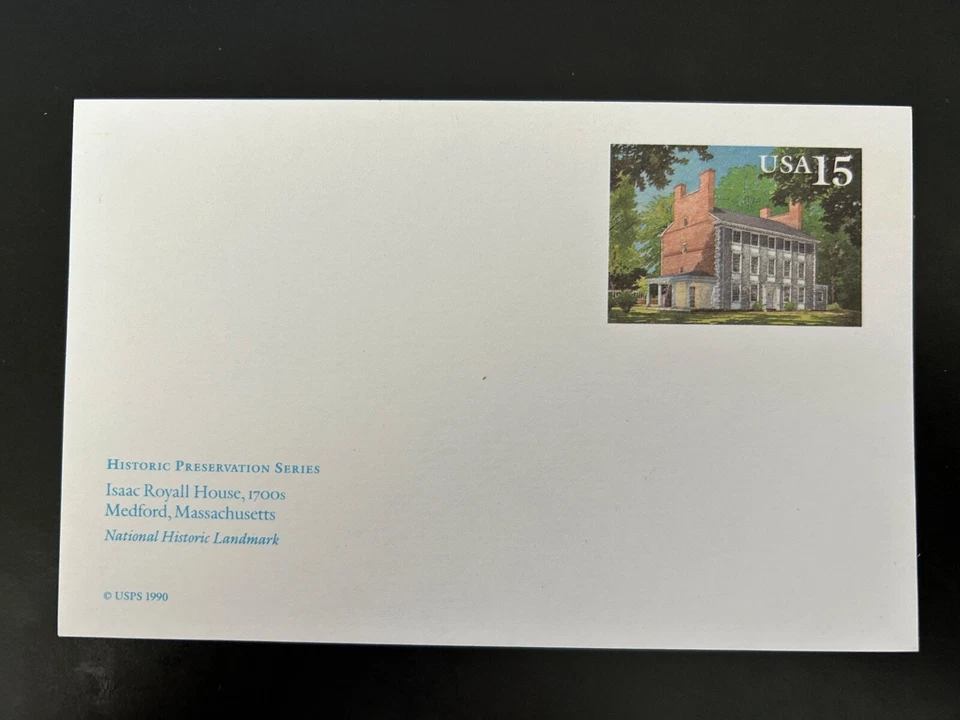 USA15
Historic Preservation Series
Isaac Royall House, 1700s
Medford, Massachusetts
National Historic Landmark
© USPS 1990